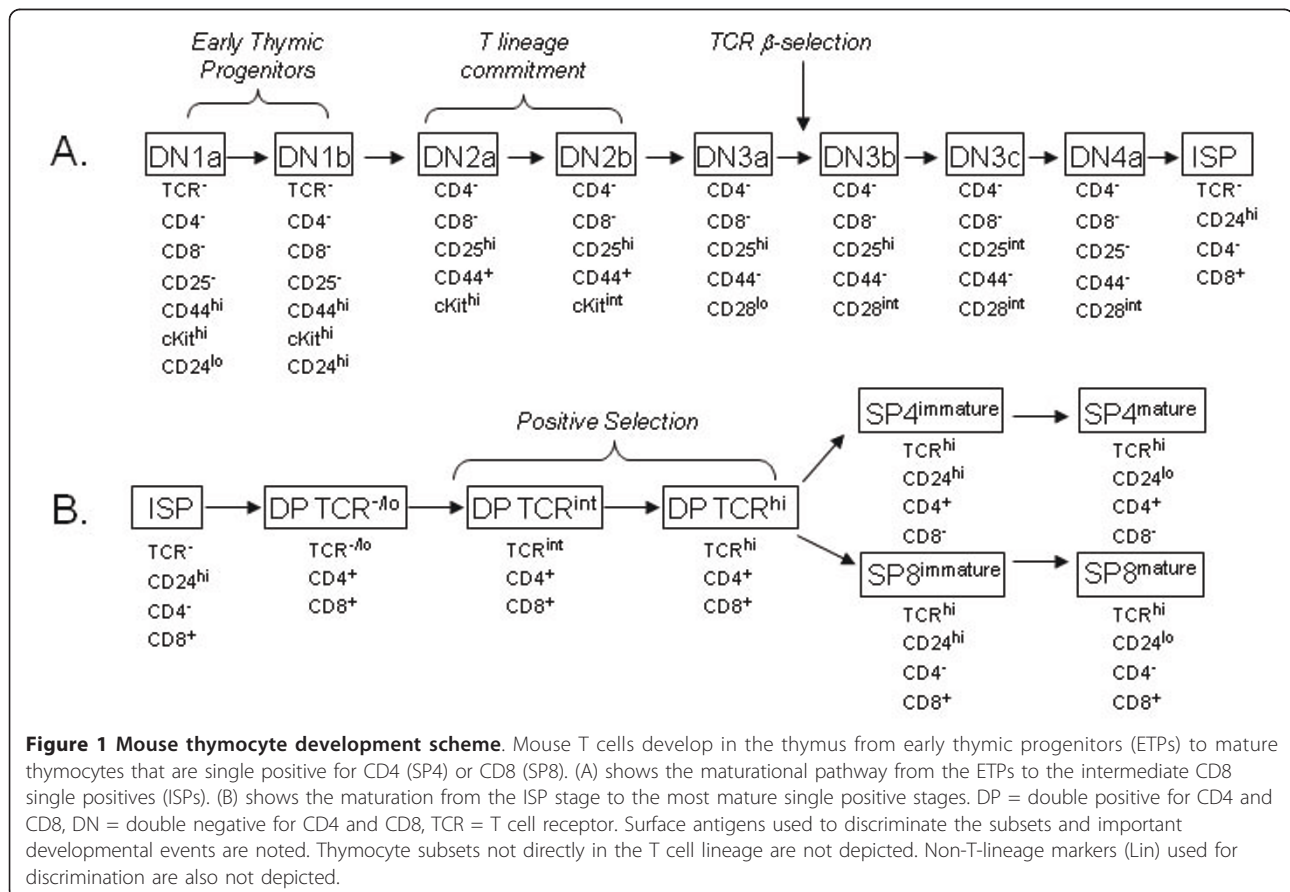 Early Thymic Progenitors
T lineage commitment
TCR β-selection
A.
DN1a
TCR⁻
CD4⁻
CD8⁻
CD25⁻
CD44ʰⁱ
cKitʰⁱ
CD24ˡᵒ
DN1b
TCR⁻
CD4⁻
CD8⁻
CD25⁻
CD44ʰⁱ
cKitʰⁱ
CD24ʰⁱ
DN2a
CD4⁻
CD8⁻
CD25ʰⁱ
CD44⁺
cKitʰⁱ
DN2b
CD4⁻
CD8⁻
CD25ʰⁱ
CD44⁺
cKitⁱⁿᵗ
DN3a
CD4⁻
CD8⁻
CD25ʰⁱ
CD44⁻
CD28ˡᵒ
DN3b
CD4⁻
CD8⁻
CD25ʰⁱ
CD44⁻
CD28ⁱⁿᵗ
DN3c
CD4⁻
CD8⁻
CD25ⁱⁿᵗ
CD44⁻
CD28ⁱⁿᵗ
DN4a
CD4⁻
CD8⁻
CD25⁻
CD44⁻
CD28ⁱⁿᵗ
ISP
TCR⁻
CD24ʰⁱ
CD4⁻
CD8⁺
Positive Selection
B.
ISP
TCR⁻
CD24ʰⁱ
CD4⁻
CD8⁺
DP TCR⁻/ˡᵒ
TCR⁻/ˡᵒ
CD4⁺
CD8⁺
DP TCRⁱⁿᵗ
TCRⁱⁿᵗ
CD4⁺
CD8⁺
DP TCRʰⁱ
TCRʰⁱ
CD4⁺
CD8⁺
SP4ⁱᵐᵐᵃᵗᵘʳᵉ
TCRʰⁱ
CD24ʰⁱ
CD4⁺
CD8⁻
SP4ᵐᵃᵗᵘʳᵉ
TCRʰⁱ
CD24ˡᵒ
CD4⁺
CD8⁻
SP8ⁱᵐᵐᵃᵗᵘʳᵉ
TCRʰⁱ
CD24ʰⁱ
CD4⁻
CD8⁺
SP8ᵐᵃᵗᵘʳᵉ
TCRʰⁱ
CD24ˡᵒ
CD4⁻
CD8⁺
Figure 1 Mouse thymocyte development scheme. Mouse T cells develop in the thymus from early thymic progenitors (ETPs) to mature
thymocytes that are single positive for CD4 (SP4) or CD8 (SP8). (A) shows the maturational pathway from the ETPs to the intermediate CD8
single positives (ISPs). (B) shows the maturation from the ISP stage to the most mature single positive stages. DP = double positive for CD4 and
CD8, DN = double negative for CD4 and CD8, TCR = T cell receptor. Surface antigens used to discriminate the subsets and important
developmental events are noted. Thymocyte subsets not directly in the T cell lineage are not depicted. Non-T-lineage markers (Lin) used for
discrimination are also not depicted.